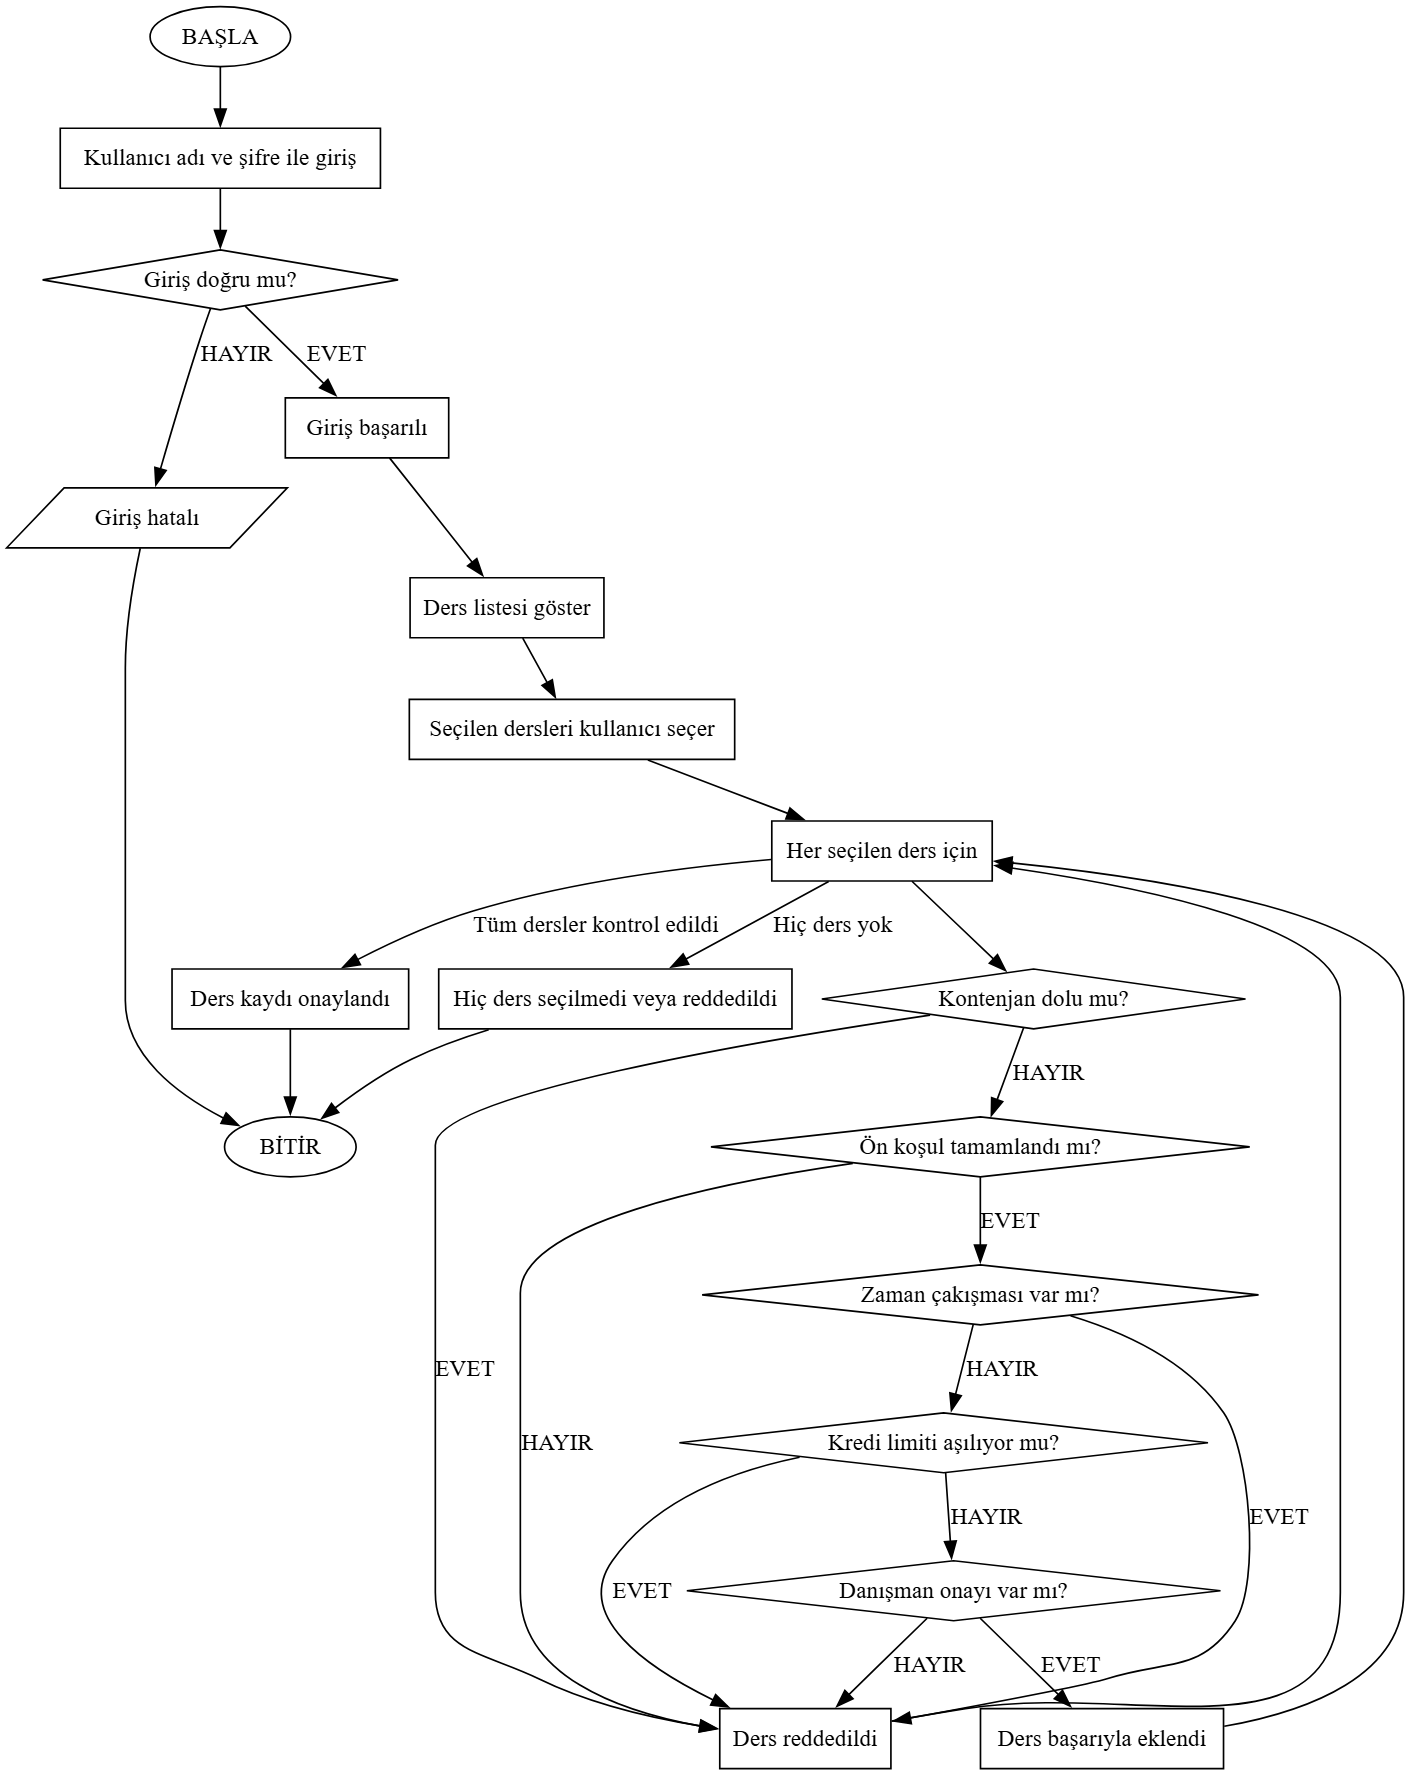 BAŞLA
Kullanıcı adı ve şifre ile giriş
Giriş doğru mu?
HAYIR
EVET
Giriş başarılı
Giriş hatalı
Ders listesi göster
Seçilen dersleri kullanıcı seçer
Her seçilen ders için
Tüm dersler kontrol edildi
Hiç ders yok
Ders kaydı onaylandı
Hiç ders seçilmedi veya reddedildi
Kontenjan dolu mu?
HAYIR
BİTİR
Ön koşul tamamlandı mı?
EVET
Zaman çakışması var mı?
EVET
HAYIR
HAYIR
Kredi limiti aşılıyor mu?
HAYIR
EVET
EVET
Danışman onayı var mı?
HAYIR
EVET
Ders reddedildi
Ders başarıyla eklendi